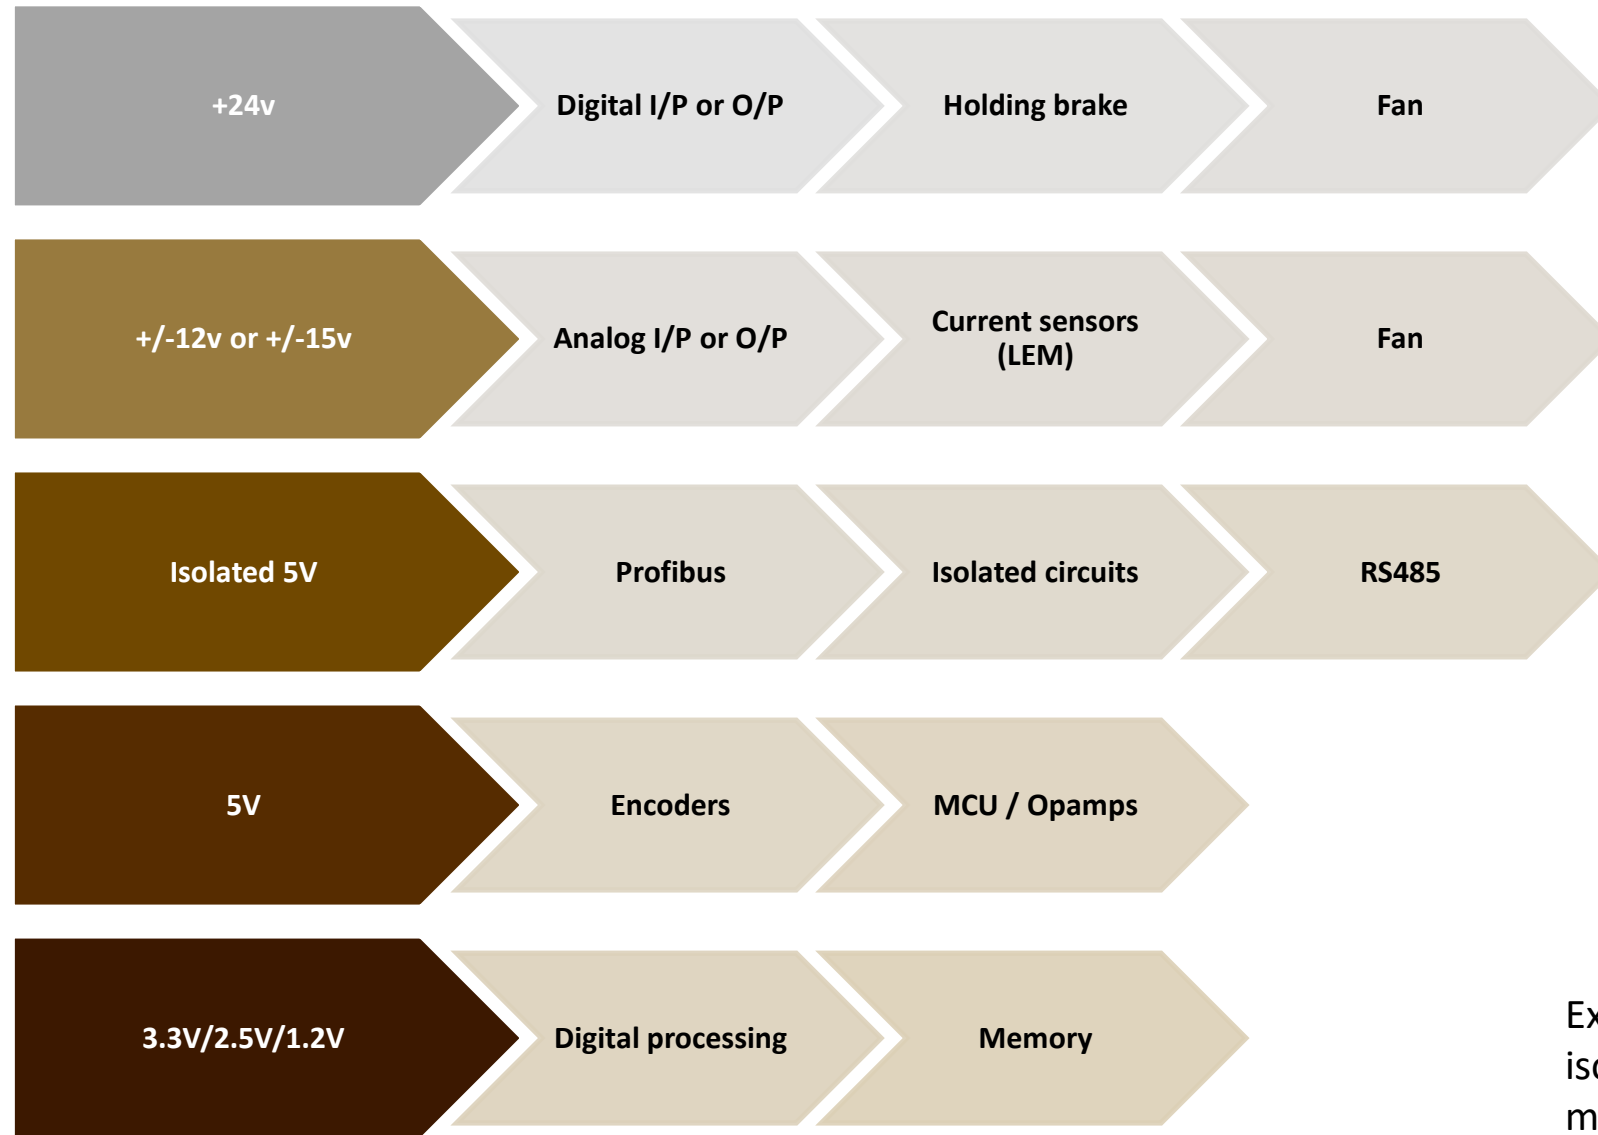 +24v
Digital I/P or O/P
Holding brake
Fan
+/-12v or +/-15v
Analog I/P or O/P
Current sensors
(LEM)
Fan
Isolated 5V
Profibus
Isolated circuits
RS485
5V
Encoders
MCU / Opamps
3.3V/2.5V/1.2V
Digital processing
Memory